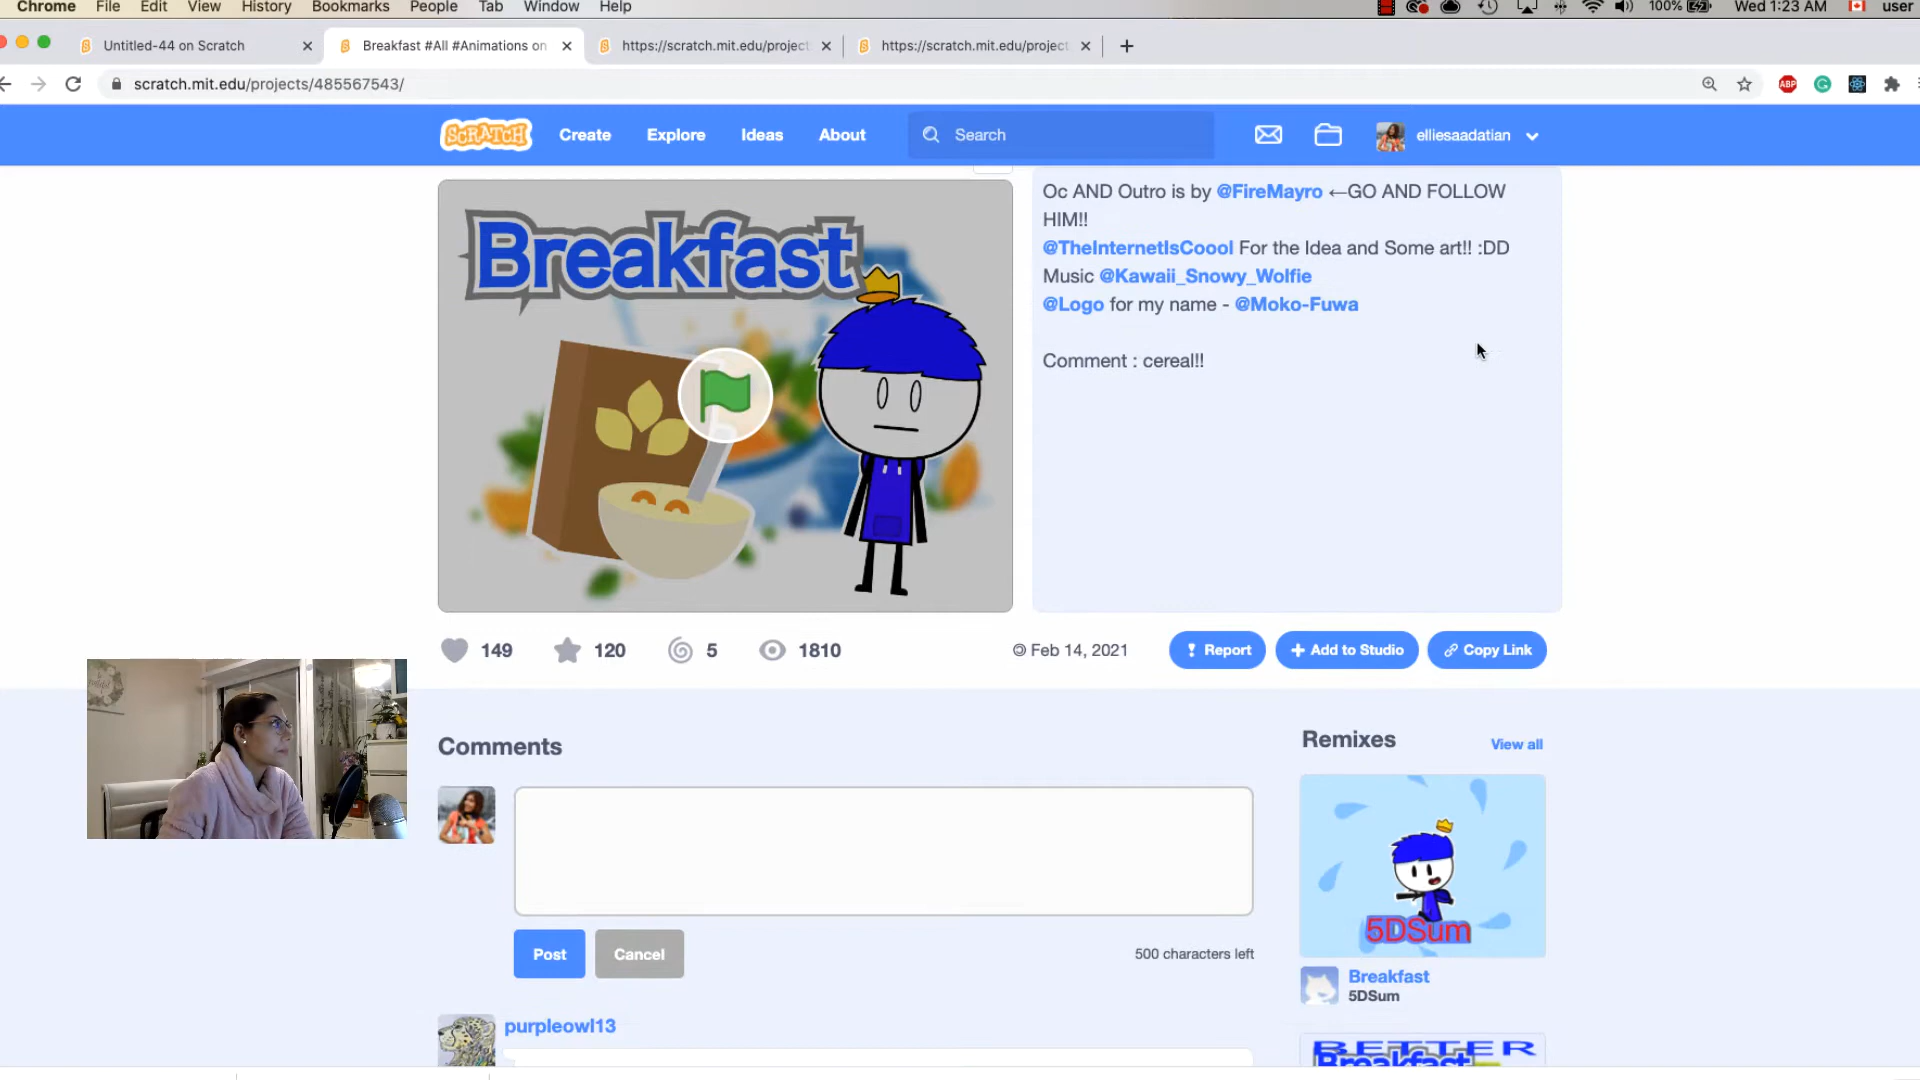 Chrome File Edit View History Bookmarks People Tab Window Help 100% Wed 1:23 AM user
Untitled-44 on Scratch Breakfast #All #Animations on https://scratch.mit.edu/project https://scratch.mit.edu/project
scratch.mit.edu/projects/485567543/ ABP
SCRATCH Create Explore Ideas About Search elliesaadatian
Breakfast
Oc AND Outro is by @FireMayro ←GO AND FOLLOW
HIM!!
@TheInternetIsCoool For the Idea and Some art!! :DD
Music @Kawaii_Snowy_Wolfie
@Logo for my name - @Moko-Fuwa
Comment : cereal!!
149 120 5 1810 Feb 14, 2021 Report Add to Studio Copy Link
Comments
Remixes View all
5DSum
Post Cancel 500 characters left
Breakfast
5DSum
purpleowl13
BETTER
Breakfast